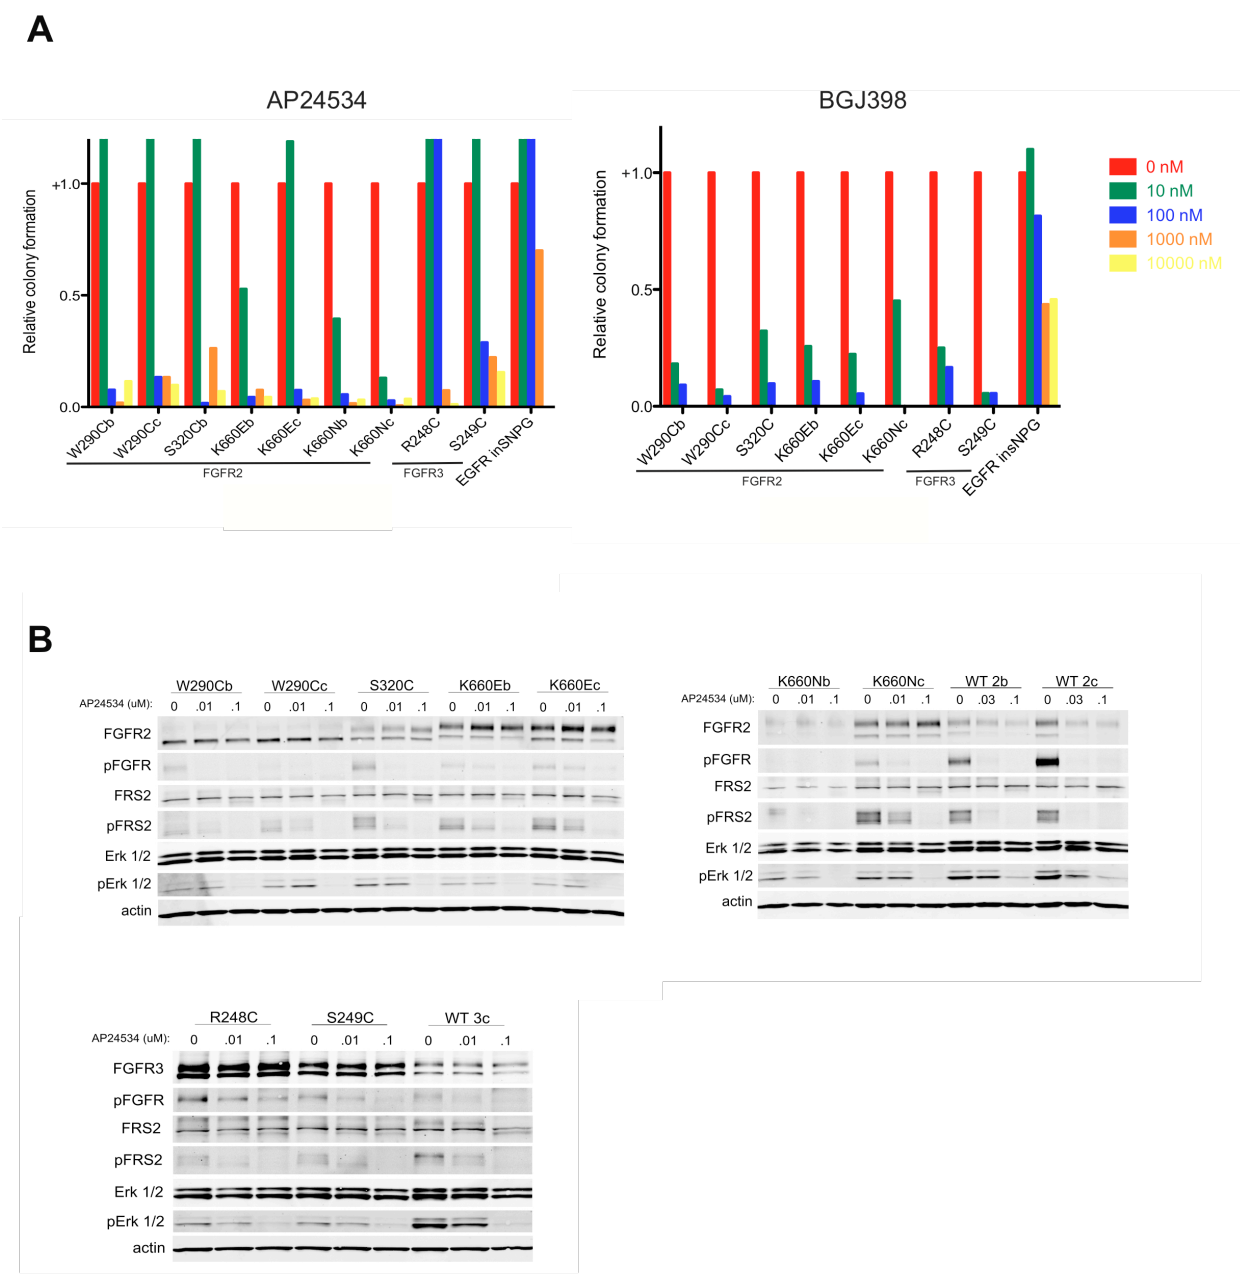 A
AP24534
BGJ398
Relative colony formation
+1.0
0.5
0.0
W290Cb
W290Cc
S320Cb
K660Eb
K660Ec
K660Nb
K660Nc
R248C
S249C
EGFR insSNPG
FGFR2
FGFR3
Relative colony formation
+1.0
0.5
0.0
W290Cb
W290Cc
S320C
K660Eb
K660Ec
K660Nc
R248C
S249C
EGFR insSNPG
FGFR2
FGFR3
0 nM
10 nM
100 nM
1000 nM
10000 nM
B
W290Cb W290Cc S320C K660Eb K660Ec
AP24534 (uM): 0 .01 .1 0 .01 .1 0 .01 .1 0 .01 .1 0 .01 .1
FGFR2
pFGFR
FRS2
pFRS2
Erk 1/2
pErk 1/2
actin
K660Nb K660Nc WT 2b WT 2c
AP24534 (uM): 0 .01 .1 0 .01 .1 0 .03 .1 0 .03 .1
FGFR2
pFGFR
FRS2
pFRS2
Erk 1/2
pErk 1/2
actin
R248C S249C WT 3c
AP24534 (uM): 0 .01 .1 0 .01 .1 0 .01 .1
FGFR3
pFGFR
FRS2
pFRS2
Erk 1/2
pErk 1/2
actin